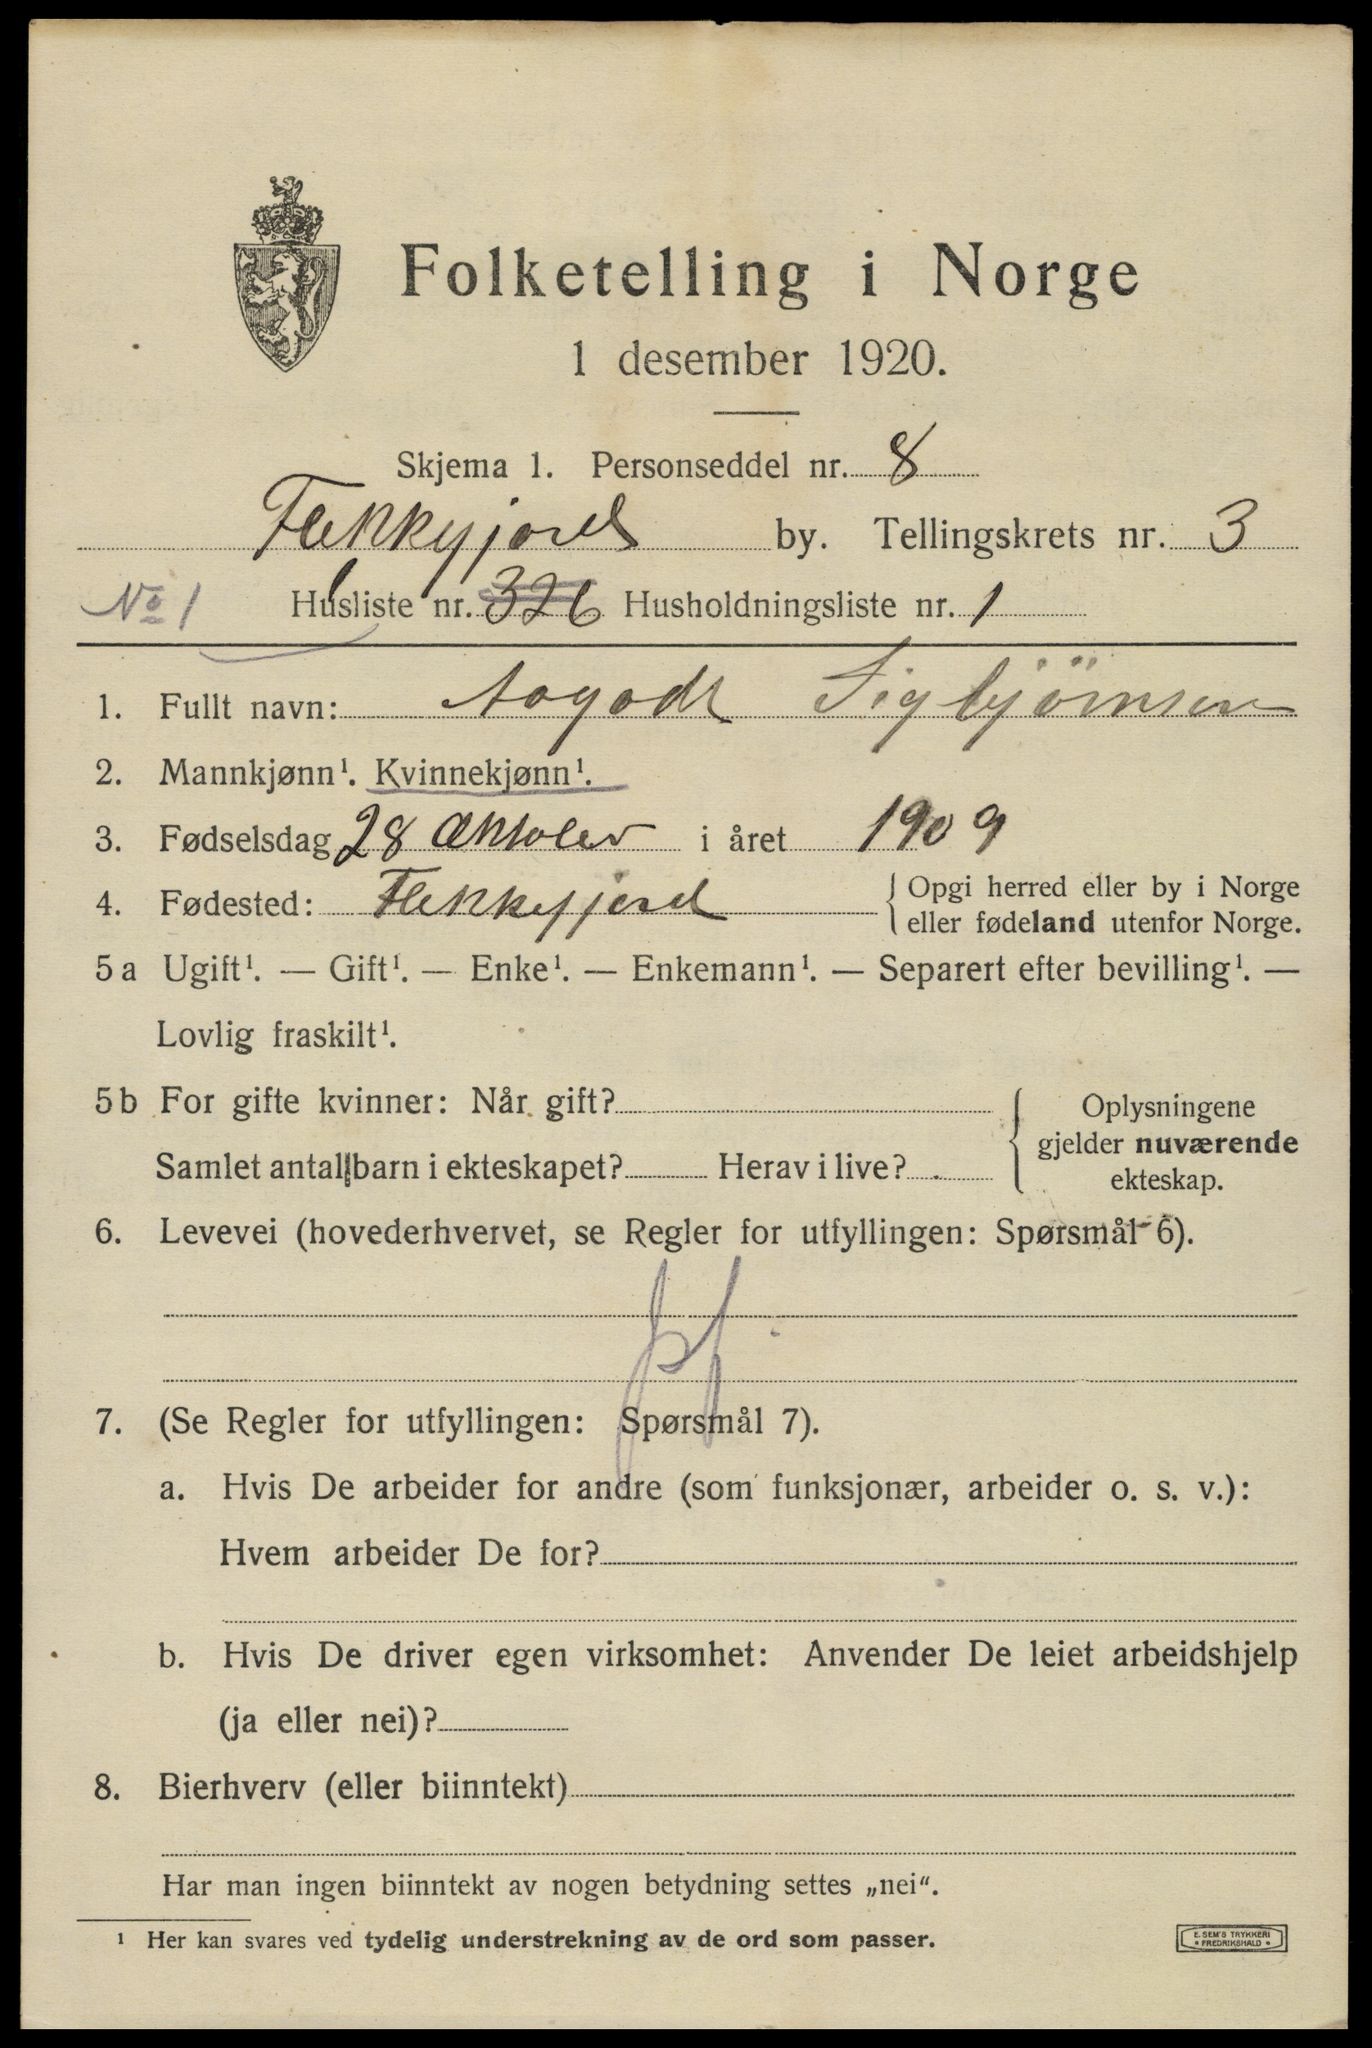 Folketelling i Norge
1 desember 1920.
Skjema 1. Personseddel nr. 8
Flekkefjord by. Tellingskrets nr. 3
No 1 Husliste nr. 326 Husholdningsliste nr. 1
1. Fullt navn: Aagodt Sigbjørnsen
2. Mannkjønn¹. Kvinnekjønn¹.
3. Fødselsdag 28 Oktober i året 1909
4. Fødested: Flekkefjord { Opgi herred eller by i Norge
eller fødeland utenfor Norge.
5 a Ugift¹. — Gift¹. — Enke¹. — Enkemann¹. — Separert efter bevilling¹. —
Lovlig fraskilt¹.
5 b For gifte kvinner: Når gift? { Oplysningene
gjelder nuværende
ekteskap.
Samlet antall barn i ekteskapet? Herav i live?
6. Levevei (hovederhvervet, se Regler for utfyllingen: Spørsmål 6).
7. (Se Regler for utfyllingen: Spørsmål 7).
a. Hvis De arbeider for andre (som funksjonær, arbeider o. s. v.):
Hvem arbeider De for?
b. Hvis De driver egen virksomhet: Anvender De leiet arbeidshjelp
(ja eller nei)?
8. Bierhverv (eller biinntekt)
Har man ingen biinntekt av nogen betydning settes „nei“.
¹ Her kan svares ved tydelig understrekning av de ord som passer.
E. SEM'S TRYKKERI
• FREDRIKSHALD •